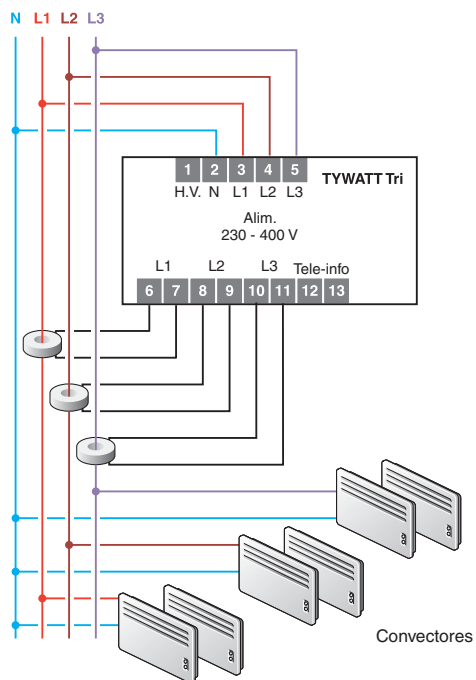 N L1 L2 L3
1 2 3 4 5
TYWATT Tri
H.V. N L1 L2 L3
Alim.
230 - 400 V
L1 L2 L3 Tele-info
6 7 8 9 10 11 12 13
Convectores